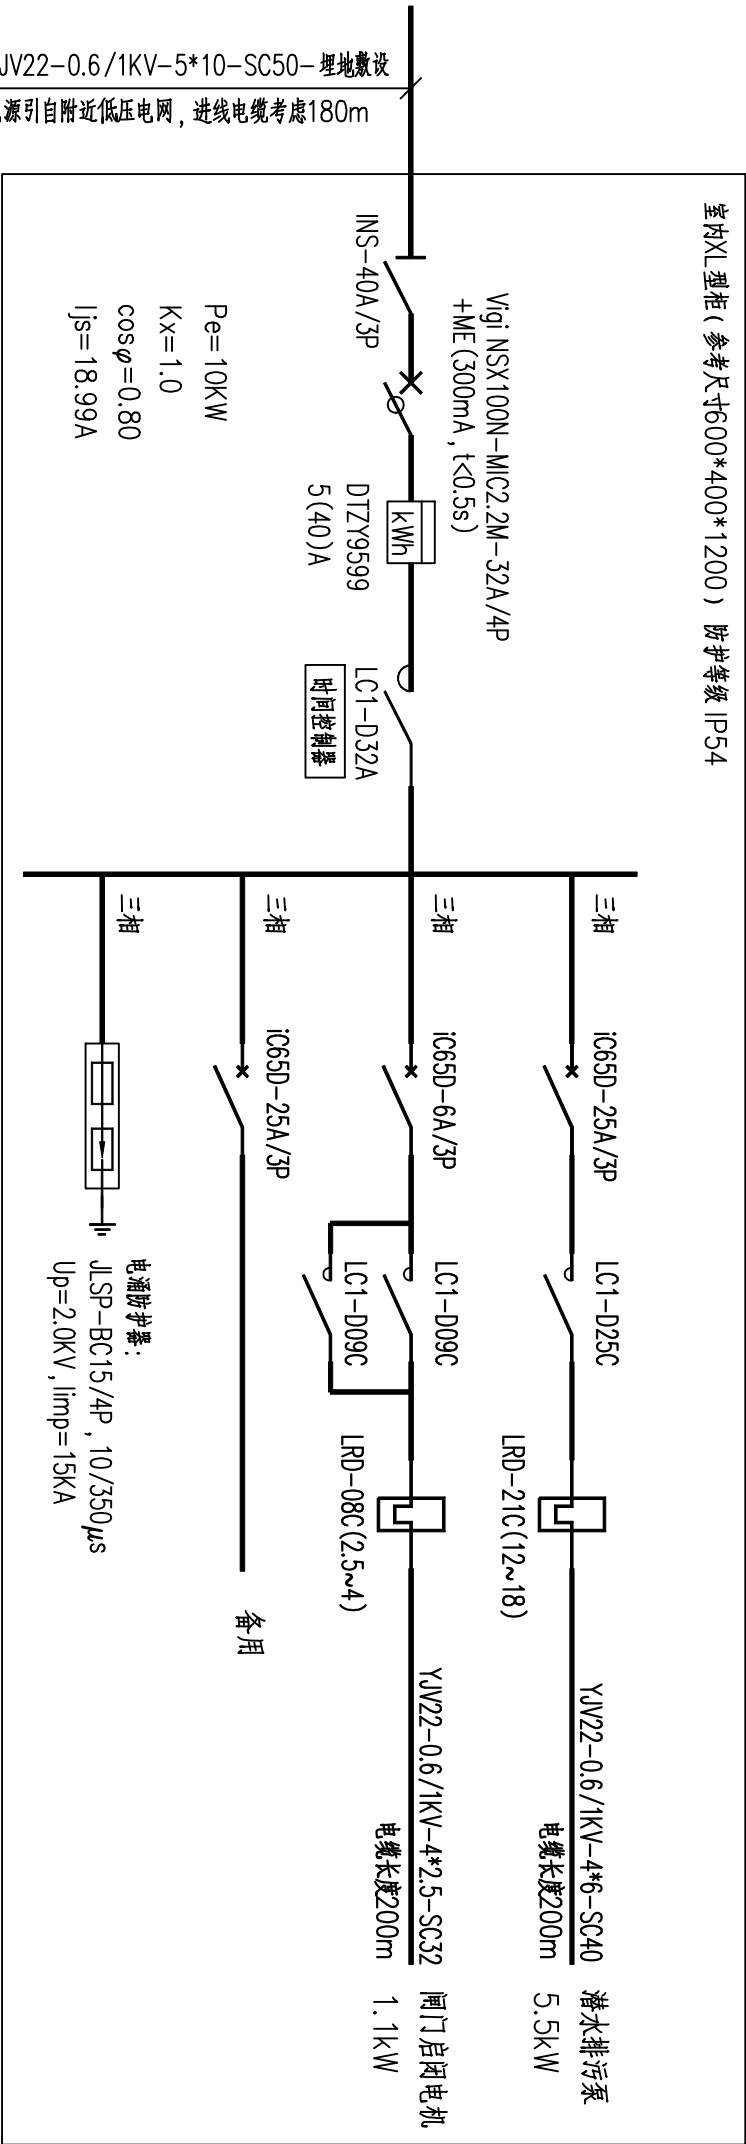 JV22-0.6/1KV-5*10-SC50-埋地敷设
源引自附近低压电网,进线电缆考虑180m
室内XL型柜(参考尺寸600*400*1200) 防护等级 IP54
INS-40A/3P
Vigi NSX100N-MIC2.2M-32A/4P
+ME(300mA,t<0.5s)
kWh
DTZY9599
5(40)A
LC1-D32A
时间控制器
Pe=10KW
Kx=1.0
cosφ=0.80
Ijs=18.99A
三相
iC65D-25A/3P
LC1-D25C
LRD-21C(12~18)
YJV22-0.6/1KV-4*6-SC40
电缆长度200m
潜水排污泵
5.5kW
三相
iC65D-6A/3P
LC1-D09C
LC1-D09C
LRD-08C(2.5~4)
YJV22-0.6/1KV-4*2.5-SC32
电缆长度200m
闸门启闭电机
1.1kW
三相
iC65D-25A/3P
备用
三相
电涌防护器:
JLSP-BC15/4P,10/350μs
Up=2.0KV,Iimp=15KA